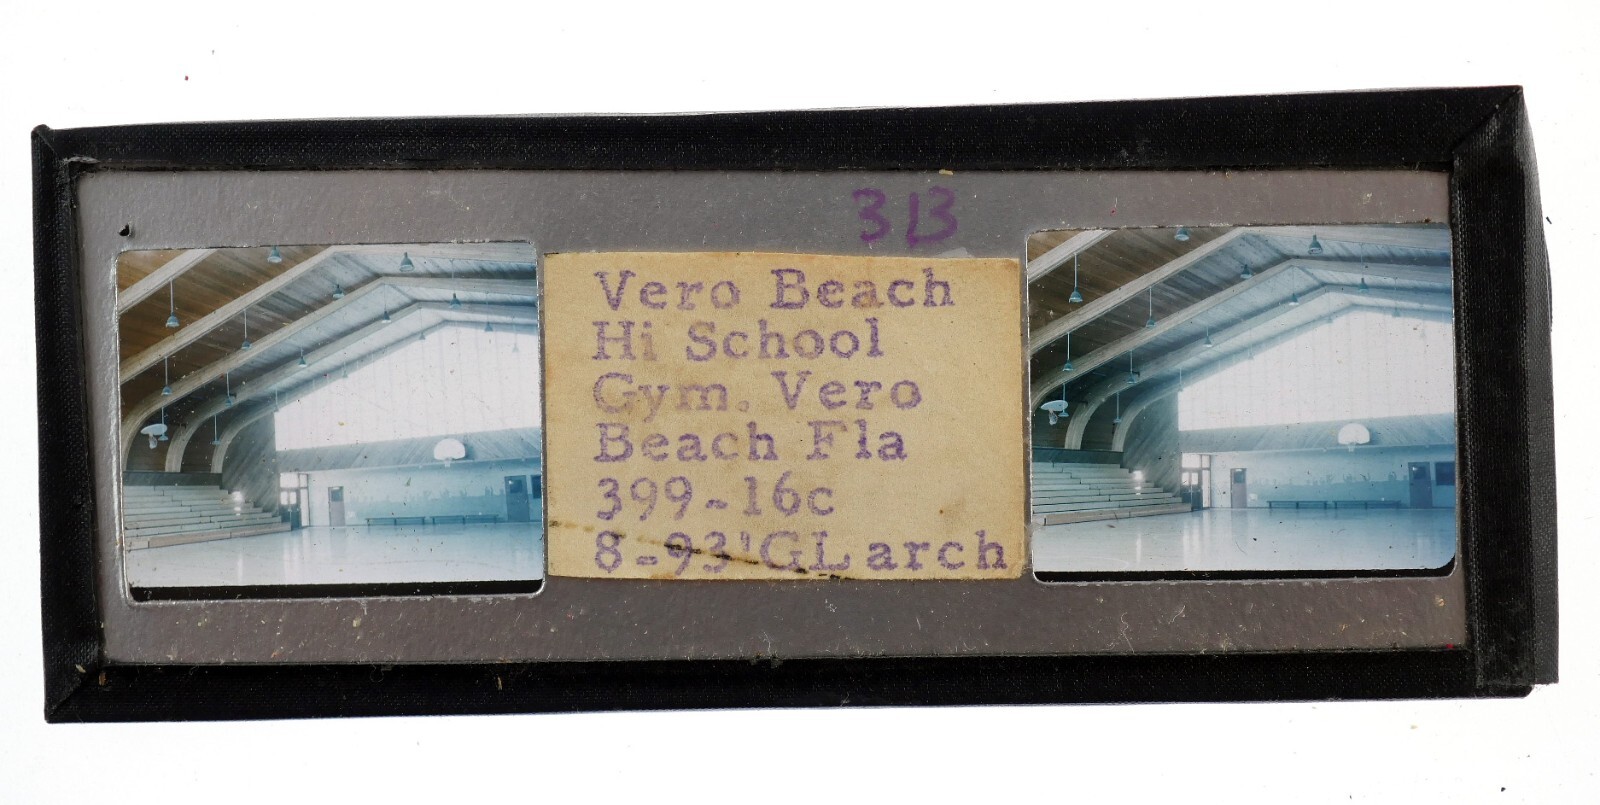 313
Vero Beach
Hi School
Gym. Vero
Beach Fla
399-16c
8-93'GLarch